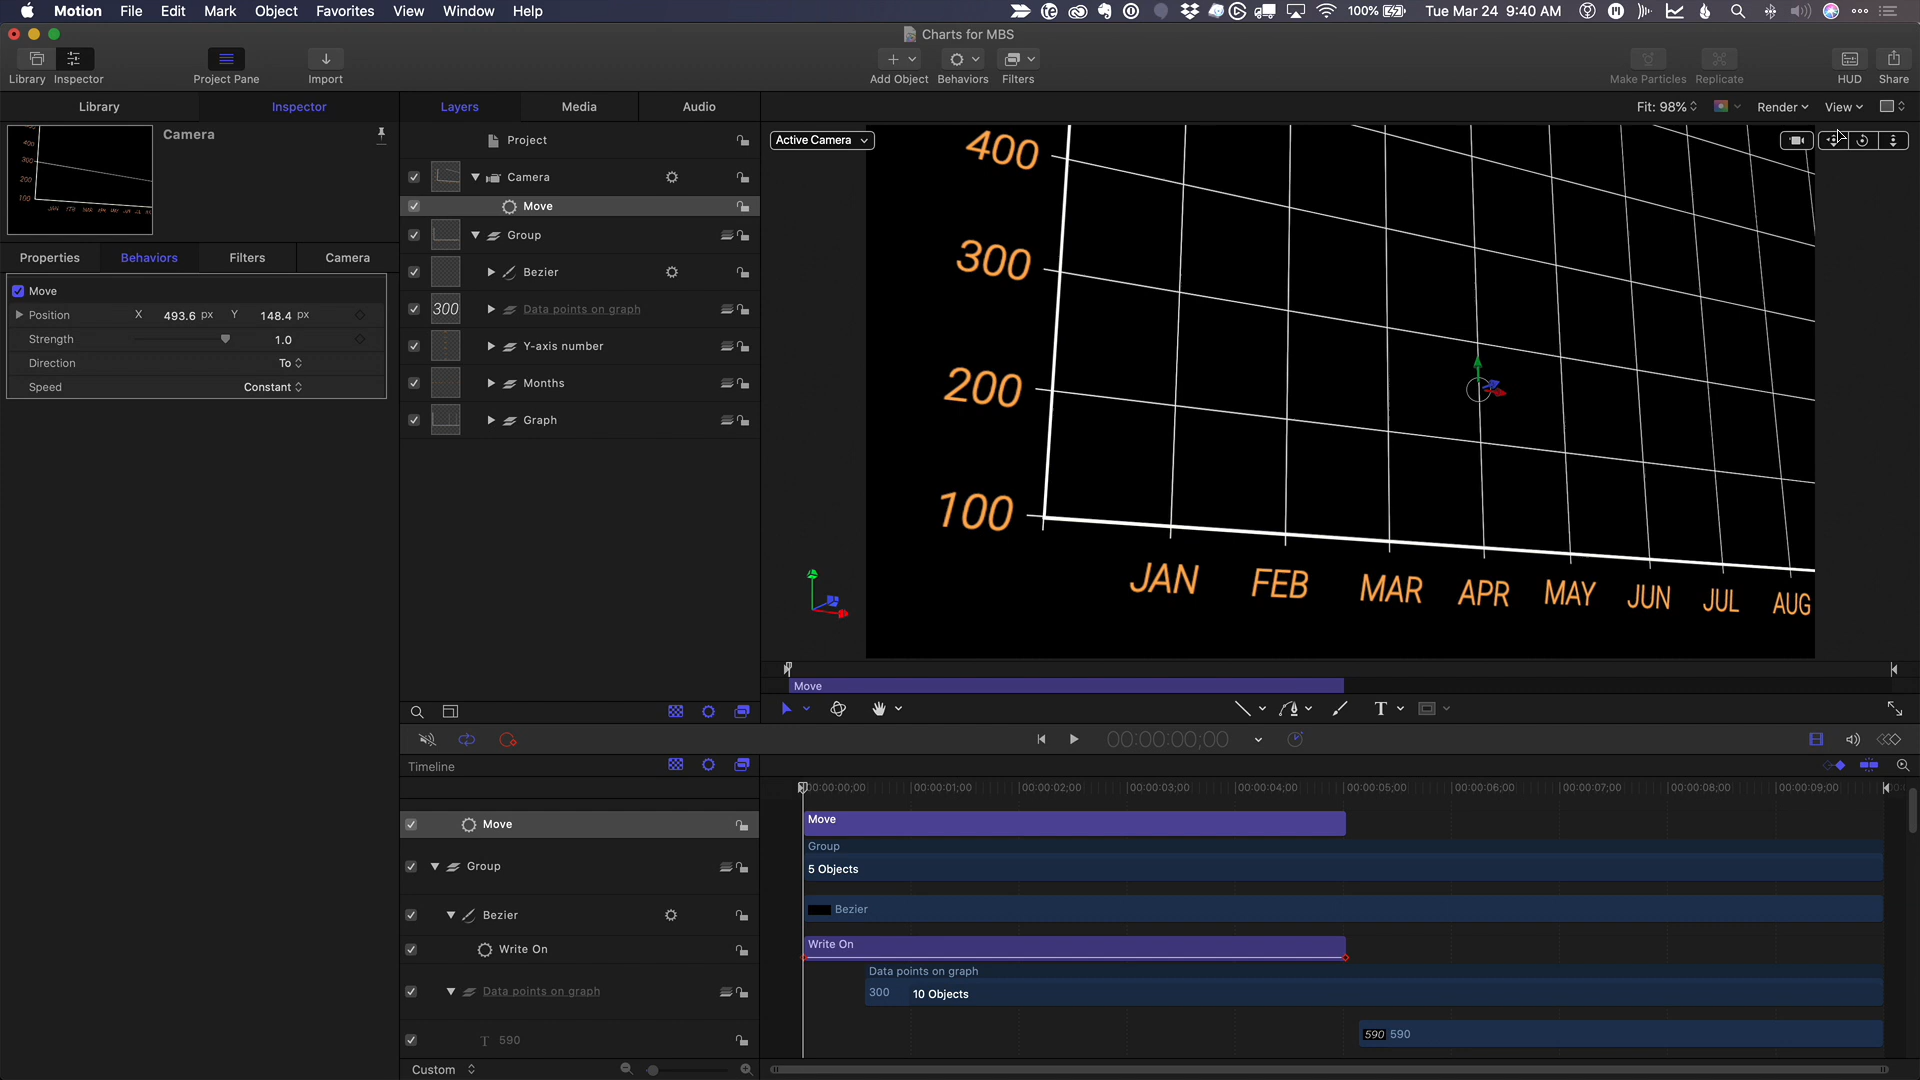 Motion File Edit Mark Object Favorites View Window Help
100% Tue Mar 24 9:40 AM
Charts for MBS
Library Inspector Project Pane Import Add Object Behaviors Filters Make Particles Replicate HUD Share
Library Inspector Layers Media Audio Fit: 98% Render View
Camera
Properties Behaviors Filters Camera
Move
Position X 493.6 px Y 148.4 px
Strength 1.0
Direction To
Speed Constant
Project
Camera
Move
Group
Bezier
300 Data points on graph
Y-axis number
Months
Graph
Active Camera
400
300
200
100
JAN FEB MAR APR MAY JUN JUL AUG
Move
T
00:00:00;00
Timeline
00:00:00;00 00:00:01;00 00:00:02;00 00:00:03;00 00:00:04;00 00:00:05;00 00:00:06;00 00:00:07;00 00:00:08;00 00:00:09;00
Move Move
Group
Group 5 Objects
Bezier Bezier
Write On Write On
Data points on graph
Data points on graph 300 10 Objects
T 590 590 590
Custom